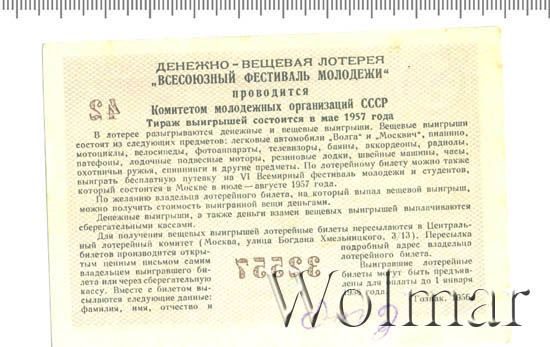 ДЕНЕЖНО-ВЕЩЕВАЯ ЛОТЕРЕЯ
„ВСЕСОЮЗНЫЙ ФЕСТИВАЛЬ МОЛОДЕЖИ“
проводится
Комитетом молодежных организаций СССР
Тираж выигрышей состоится в мае 1957 года
42
В лотерее разыгрываются денежные и вещевые выигрыши. Вещевые выигрыши
состоят из следующих предметов: легковые автомобили „Волга“ и „Москвич“, пианино,
мотоциклы, велосипеды, фотоаппараты, телевизоры, баяны, аккордеоны, радиолы,
патефоны, лодочные подвесные моторы, резиновые лодки, швейные машины, часы,
охотничьи ружья, спиннинги и другие предметы. По лотерейному билету можно также
выиграть бесплатную путевку на VI Всемирный фестиваль молодежи и студентов,
который состоится в Москве в июле—августе 1957 года.
По желанию владельца лотерейного билета, на который выпал вещевой выигрыш,
можно получить стоимость выигранной вещи деньгами.
Денежные выигрыши, а также деньги взамен вещевых выигрышей выплачиваются
сберегательными кассами.
Для получения вещевых выигрышей лотерейные билеты пересылаются в Централь-
ный лотерейный комитет (Москва, улица Богдана Хмельницкого, 3/13). Пересылка
билетов производится откры-
тым ценным письмом самим
владельцем выигравшего би-
лета или через сберегательную
кассу. Вместе с билетом вы-
сылаются следующие данные:
фамилия, имя, отчество и
32557
подробный адрес владельца
лотерейного билета.
Выигравшие лотерейные
билеты могут быть предъяв-
лены для оплаты до 1 января
1958 года.
Гознак. 1956.
Wolmar